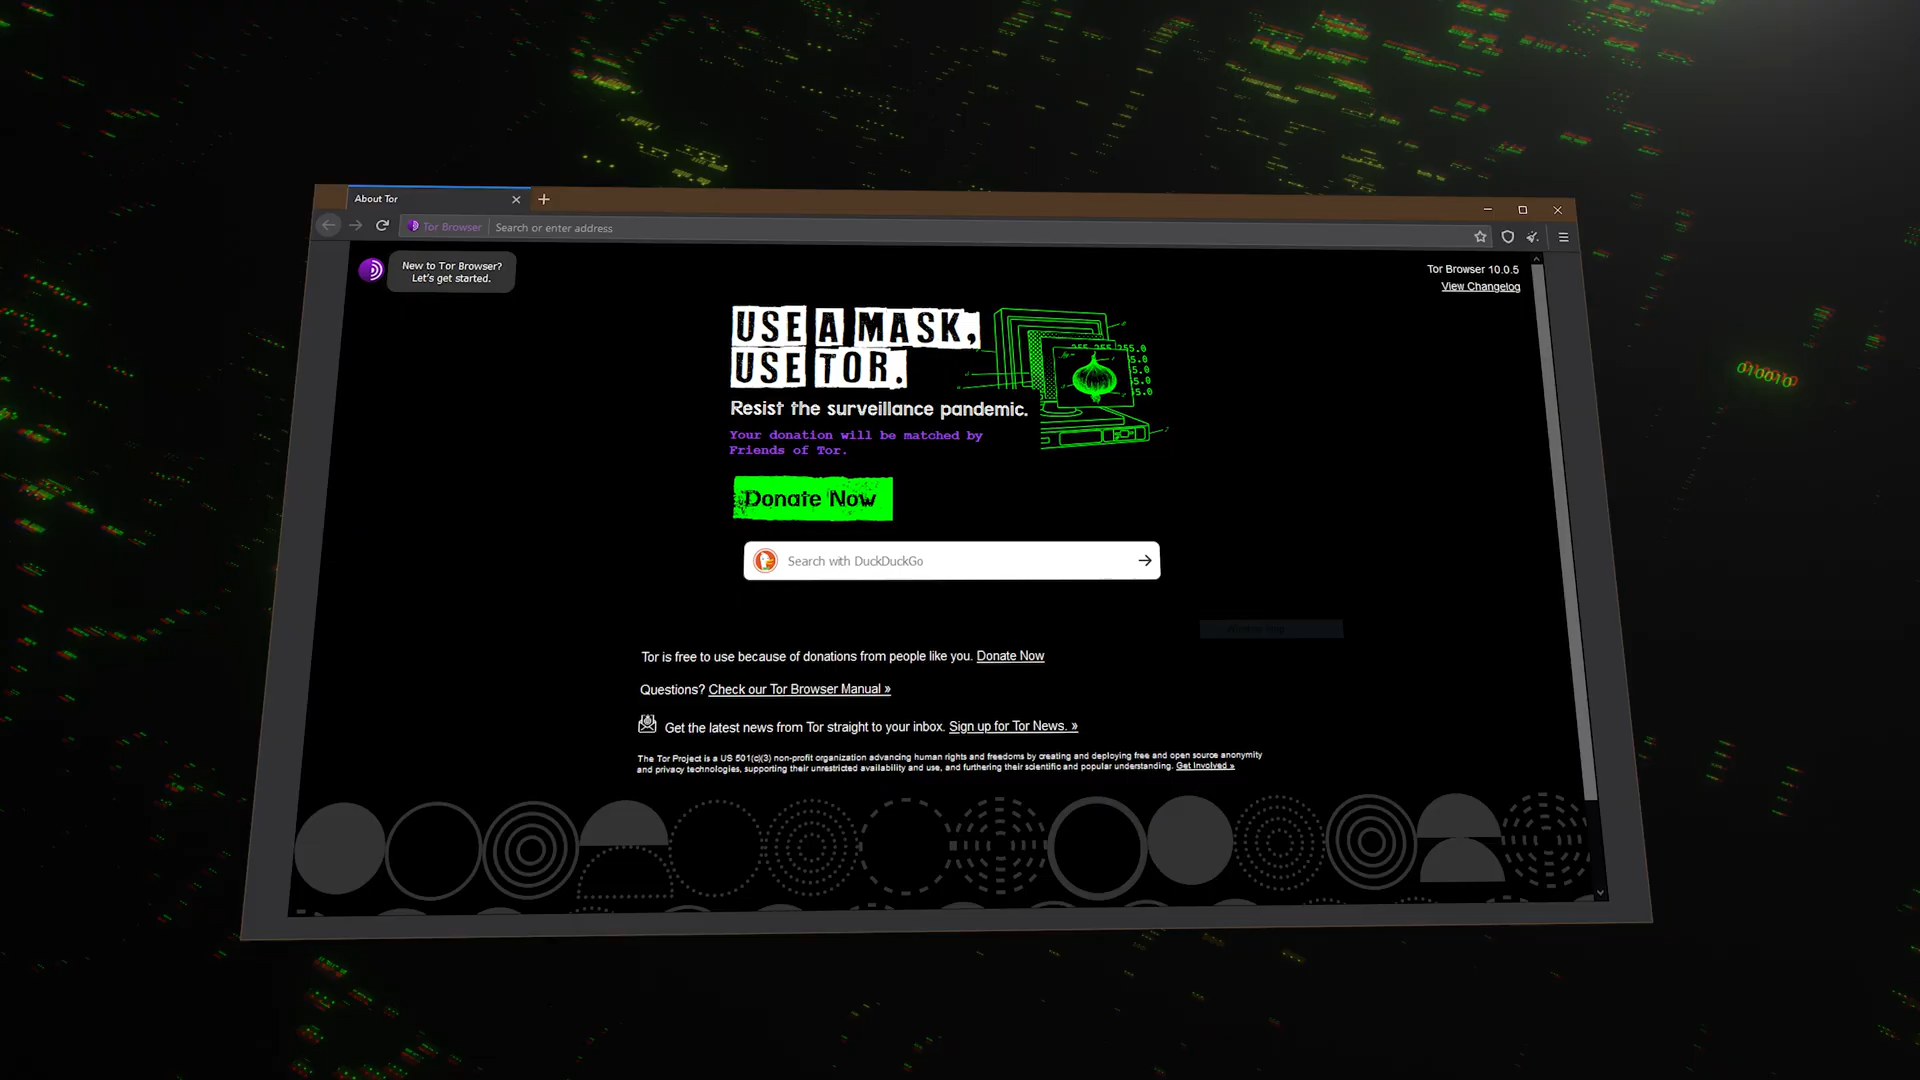 About Tor
Tor Browser
Search or enter address
New to Tor Browser?
Let's get started.
Tor Browser 10.0.5
View Changelog
USE A MASK,
USE TOR.
Resist the surveillance pandemic.
Your donation will be matched by
Friends of Tor.
Donate Now
Search with DuckDuckGo
Tor is free to use because of donations from people like you. Donate Now
Questions? Check our Tor Browser Manual »
Get the latest news from Tor straight to your inbox. Sign up for Tor News. »
The Tor Project is a US 501(c)(3) non-profit organization advancing human rights and freedoms by creating and deploying free and open source anonymity
and privacy technologies, supporting their unrestricted availability and use, and furthering their scientific and popular understanding. Get Involved »
010010